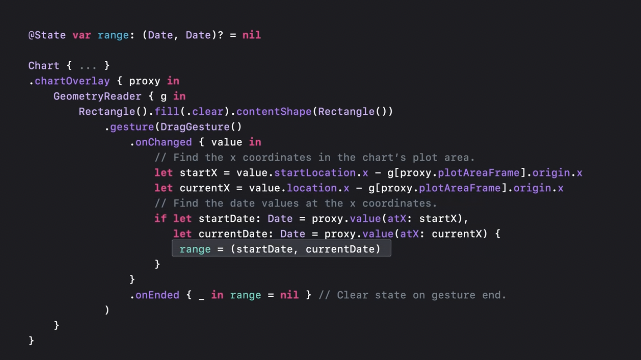 @State var range: (Date, Date)? = nil
Chart { ... }
.chartOverlay { proxy in
GeometryReader { g in
Rectangle().fill(.clear).contentShape(Rectangle())
.gesture(DragGesture()
.onChanged { value in
// Find the x coordinates in the chart's plot area.
let startX = value.startLocation.x - g[proxy.plotAreaFrame].origin.x
let currentX = value.location.x - g[proxy.plotAreaFrame].origin.x
// Find the date values at the x coordinates.
if let startDate: Date = proxy.value(atX: startX),
let currentDate: Date = proxy.value(atX: currentX) {
range = (startDate, currentDate)
}
}
.onEnded { _ in range = nil } // Clear state on gesture end.
)
}
}